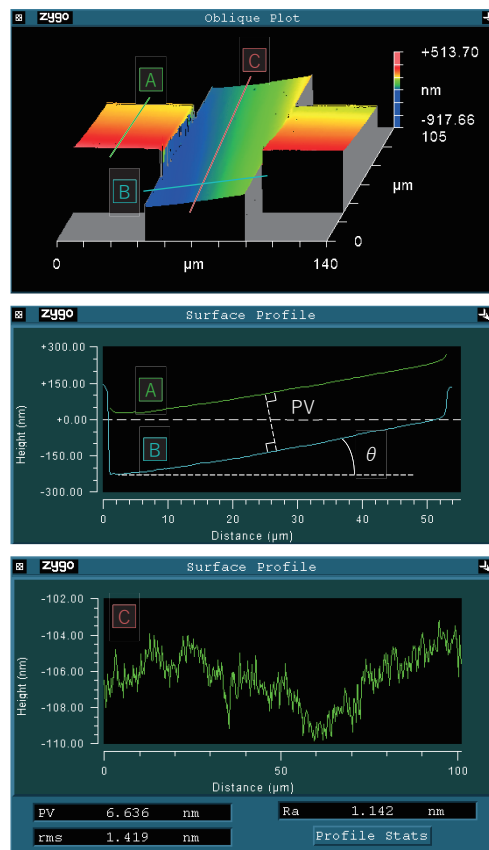 zygo Oblique Plot
+513.70
nm
-917.66
105
µm
0
A
C
B
0 µm 140
zygo Surface Profile
+300.00
+150.00
+0.00
-150.00
-300.00
Height (nm)
A
PV
B
θ
0 10 20 30 40 50
Distance (µm)
zygo Surface Profile
-102.00
-104.00
-106.00
-108.00
-110.00
Height (nm)
C
0 50 100
Distance (µm)
PV 6.636 nm
Ra 1.142 nm
rms 1.419 nm
Profile Stats